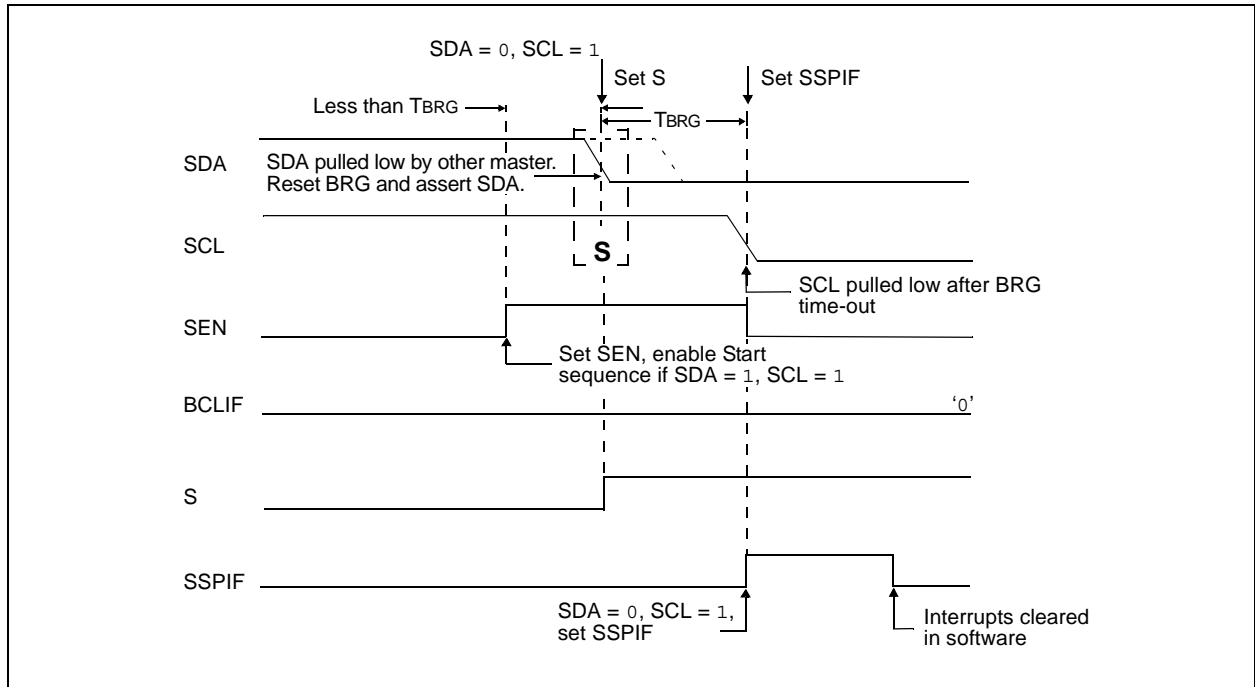 SDA = 0, SCL = 1
Set S
Set SSPIF
Less than TBRG
TBRG
SDA
SDA pulled low by other master.
Reset BRG and assert SDA.
SCL
S
SCL pulled low after BRG
time-out
SEN
Set SEN, enable Start
sequence if SDA = 1, SCL = 1
BCLIF
‘0’
S
SSPIF
SDA = 0, SCL = 1,
set SSPIF
Interrupts cleared
in software